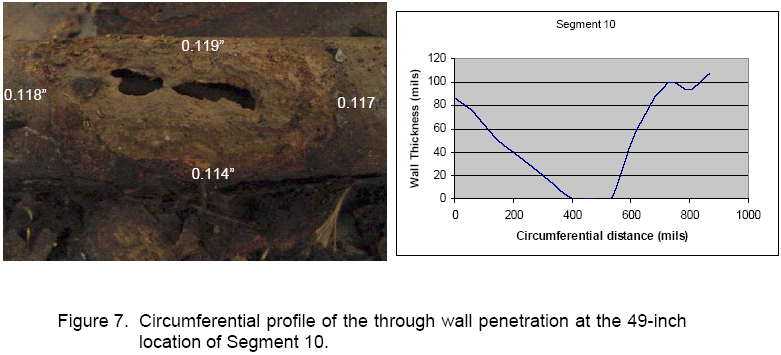 0.119"
0.118"
0.117
0.114"
Segment 10
Wall Thickness (mils)
120
100
80
60
40
20
0
0 200 400 600 800 1000
Circumferential distance (mils)
Figure 7. Circumferential profile of the through wall penetration at the 49-inch
location of Segment 10.